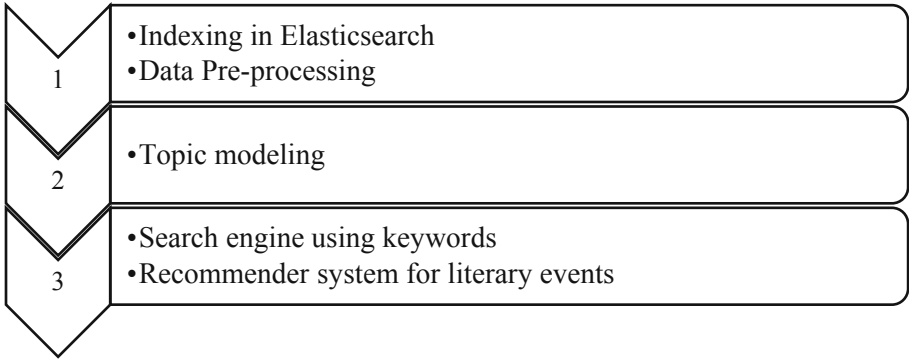 1
•Indexing in Elasticsearch
•Data Pre-processing
2
•Topic modeling
3
•Search engine using keywords
•Recommender system for literary events